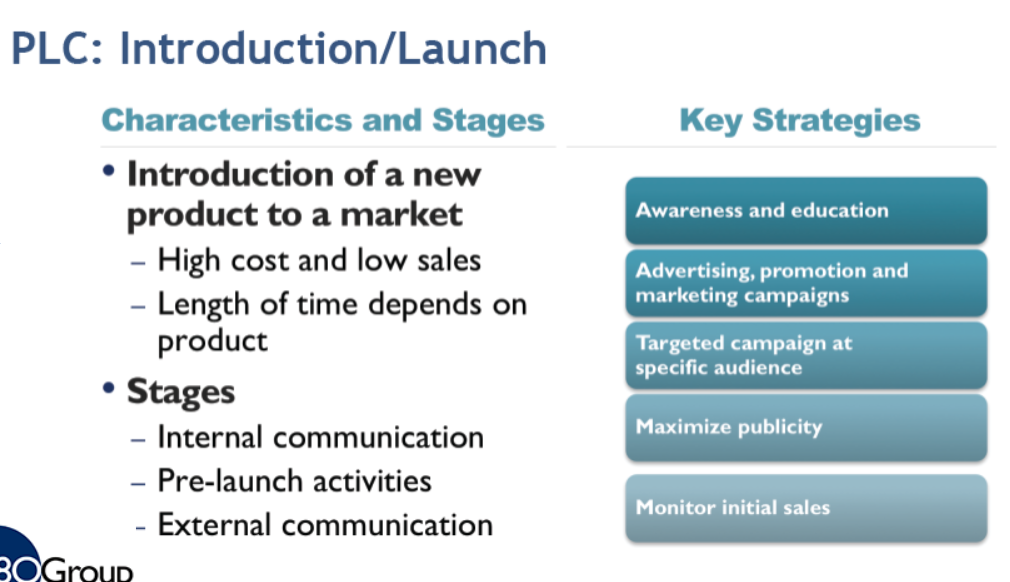 PLC: Introduction/Launch
Characteristics and Stages
• Introduction of a new
product to a market
– High cost and low sales
– Length of time depends on
product
• Stages
– Internal communication
– Pre-launch activities
- External communication
Key Strategies
Awareness and education
Advertising, promotion and
marketing campaigns
Targeted campaign at
specific audience
Maximize publicity
Monitor initial sales
Group